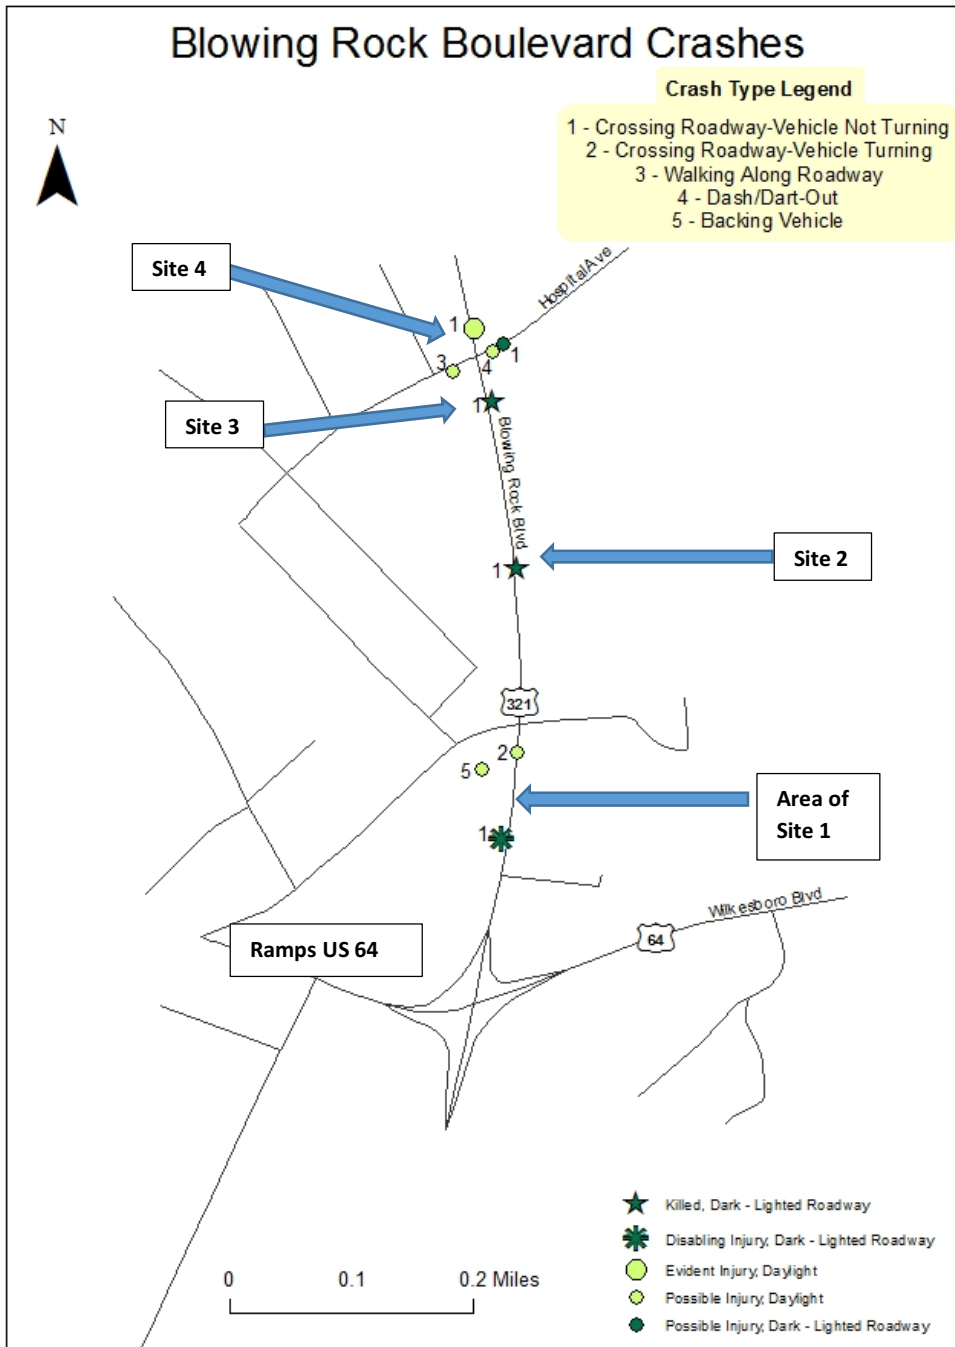 Blowing Rock Boulevard Crashes
Crash Type Legend
1 - Crossing Roadway-Vehicle Not Turning
2 - Crossing Roadway-Vehicle Turning
3 - Walking Along Roadway
4 - Dash/Dart-Out
5 - Backing Vehicle
N
Site 4
Hospital Ave
1
1
3
4
Site 3
1
Blowing Rock Blvd
Site 2
1
321
2
5
Area of
Site 1
1
Wilkesboro Blvd
64
Ramps US 64
Killed, Dark - Lighted Roadway
Disabling Injury, Dark - Lighted Roadway
Evident Injury, Daylight
Possible Injury, Daylight
Possible Injury, Dark - Lighted Roadway
0 0.1 0.2 Miles